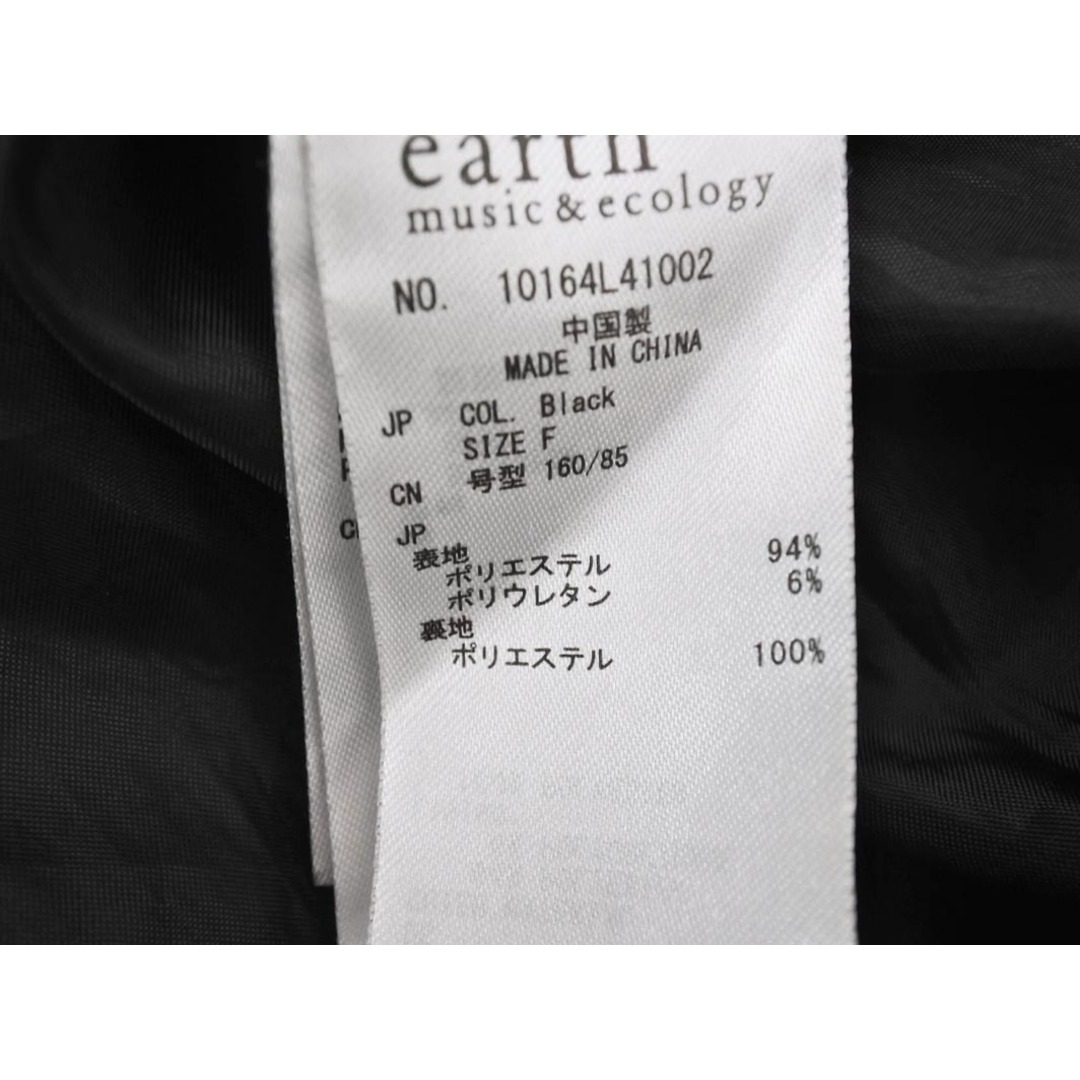 earth
music & ecology
NO. 10164L41002
中国製
MADE IN CHINA
JP COL. Black
SIZE F
CN 号型 160/85
JP
表地
ポリエステル 94%
ポリウレタン 6%
裏地
ポリエステル 100%